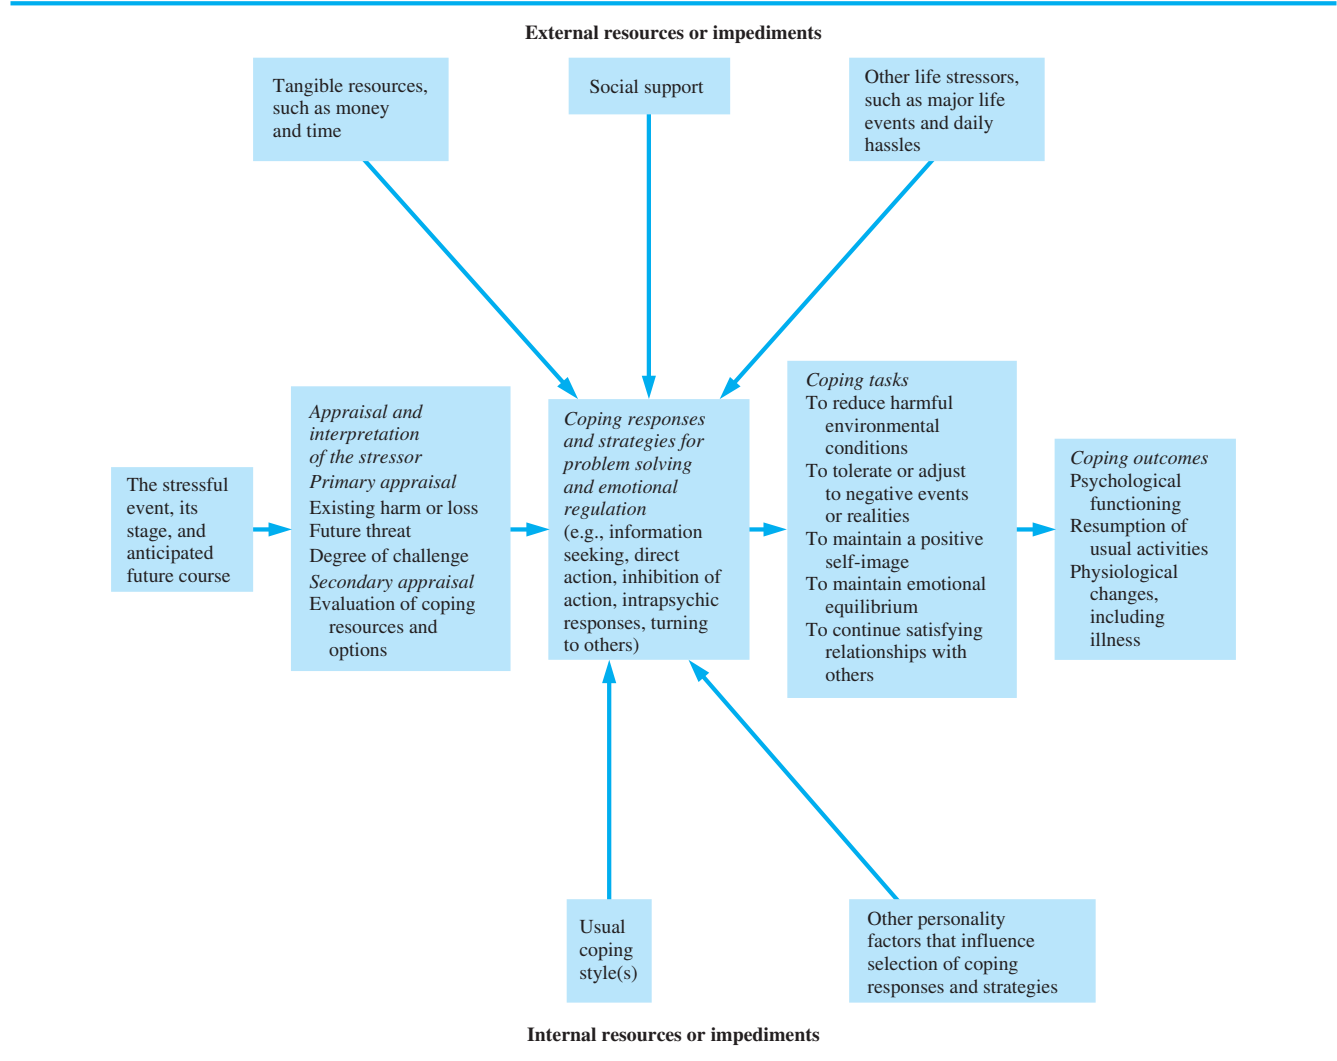 External resources or impediments
Tangible resources,
such as money
and time
Social support
Other life stressors,
such as major life
events and daily
hassles
The stressful
event, its
stage, and
anticipated
future course
Appraisal and
interpretation
of the stressor
Primary appraisal
Existing harm or loss
Future threat
Degree of challenge
Secondary appraisal
Evaluation of coping
resources and
options
Coping responses
and strategies for
problem solving
and emotional
regulation
(e.g., information
seeking, direct
action, inhibition of
action, intrapsychic
responses, turning
to others)
Coping tasks
To reduce harmful
environmental
conditions
To tolerate or adjust
to negative events
or realities
To maintain a positive
self-image
To maintain emotional
equilibrium
To continue satisfying
relationships with
others
Coping outcomes
Psychological
functioning
Resumption of
usual activities
Physiological
changes,
including
illness
Usual
coping
style(s)
Other personality
factors that influence
selection of coping
responses and strategies
Internal resources or impediments